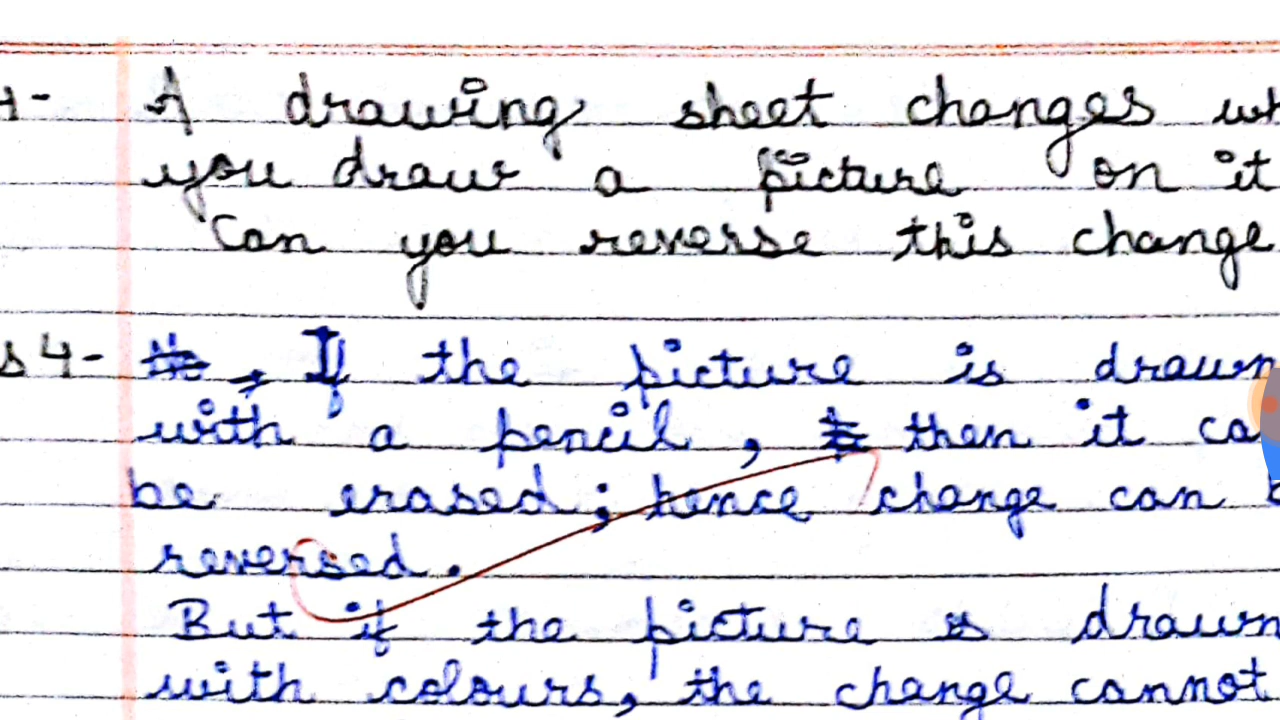 4- A drawing sheet changes wh
you draw a picture on it
Can you reverse this change
s 4- If the picture is drawn
with a pencil, then it ca
be erased; hence change can b
reversed.
But if the picture is drawn
with colours, the change cannot